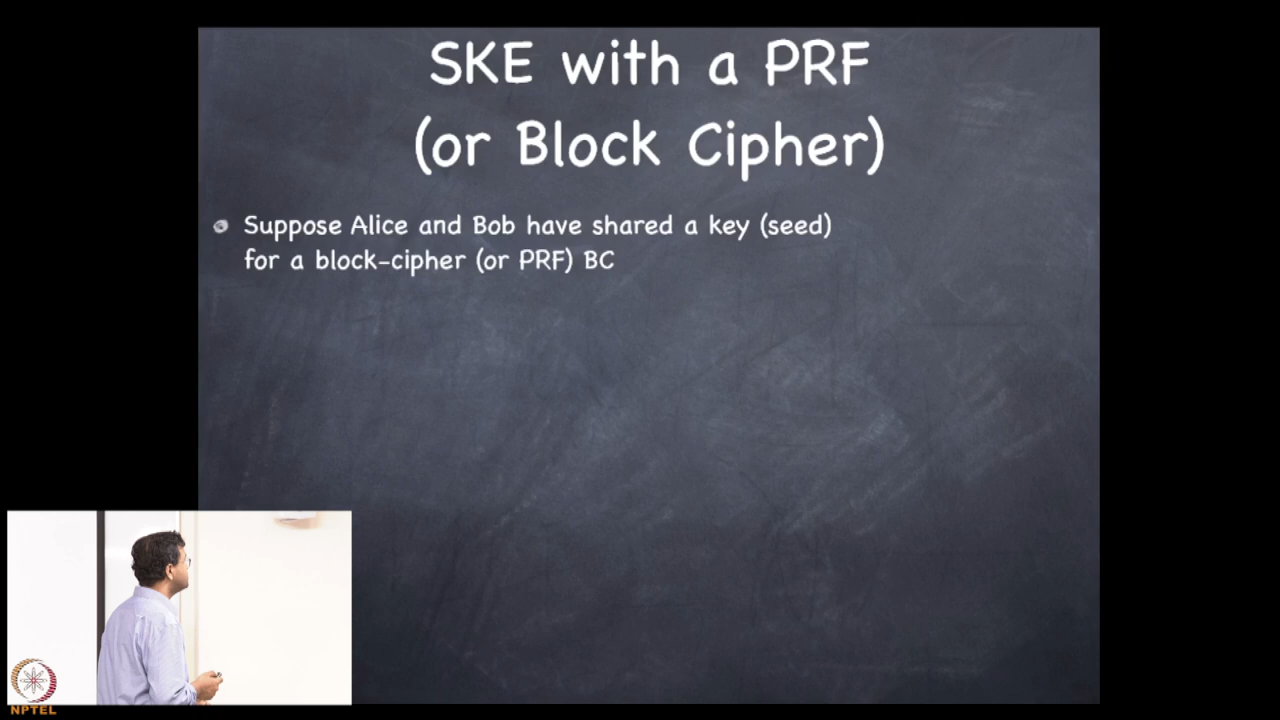 SKE with a PRF
(or Block Cipher)
Suppose Alice and Bob have shared a key (seed)
for a block-cipher (or PRF) BC
NPTEL